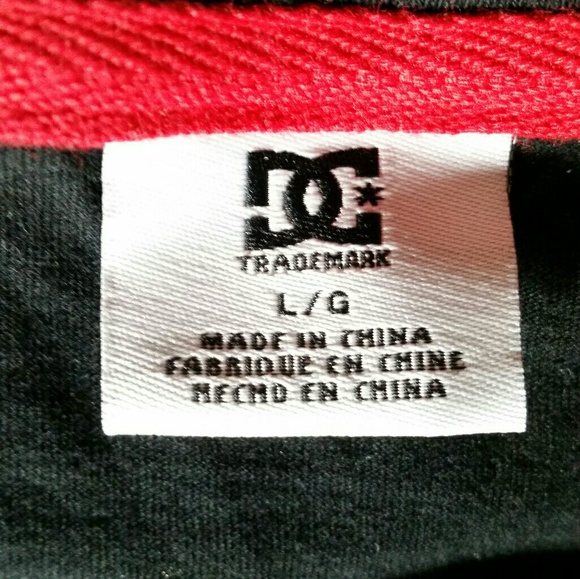 DC*
TRADEMARK
L/G
MADE IN CHINA
FABRIQUE EN CHINE
HECHO EN CHINA